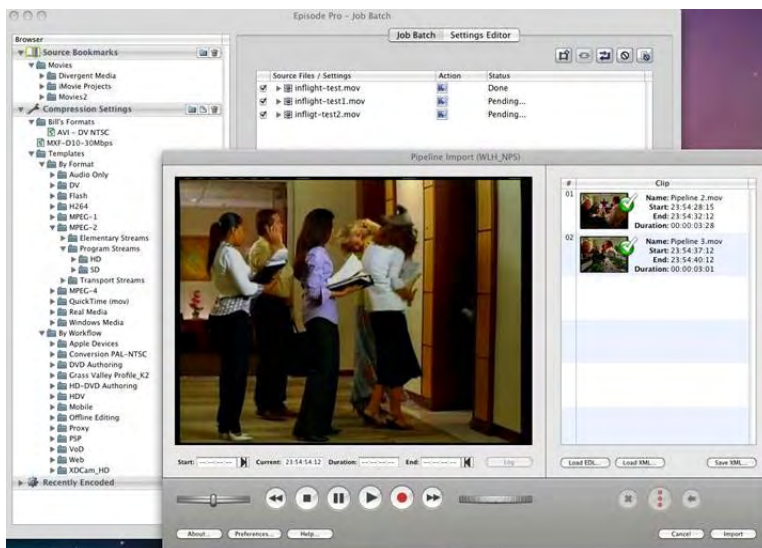 Episode Pro - Job Batch
Browser
Job Batch Settings Editor
Source Bookmarks
Movies
Divergent Media
iMovie Projects
Movies2
Compression Settings
Bill's Formats
AVI - DV NTSC
MXF-D10-30Mbps
Templates
By Format
Audio Only
DV
Flash
H264
MPEG-1
MPEG-2
Elementary Streams
Program Streams
HD
SD
Transport Streams
MPEG-4
QuickTime (mov)
Real Media
Windows Media
By Workflow
Apple Devices
Conversion PAL-NTSC
DVD Authoring
Grass Valley Profile_K2
HD-DVD Authoring
HDV
Mobile
Offline Editing
Proxy
PSP
VoD
Web
XDCam_HD
Recently Encoded
Source Files / Settings Action Status
inflight-test.mov Done
inflight-test1.mov Pending...
infligt-test2.mov Pending...
Pipeline Import (WLH_NPS)
# Clip
01 Name: Pipeline 2.mov
Start: 23:54:28:15
End: 23:54:32:12
Duration: 00:00:03:28
02 Name: Pipeline 3.mov
Start: 23:54:37:12
End: 23:54:40:12
Duration: 00:00:03:01
Start: --:--:--:-- Current: 23:54:54:12 Duration: --:--:--:-- End: --:--:--:-- Log
Load EDL... Load XML... Save XML...
About... Preferences... Help... Cancel Import